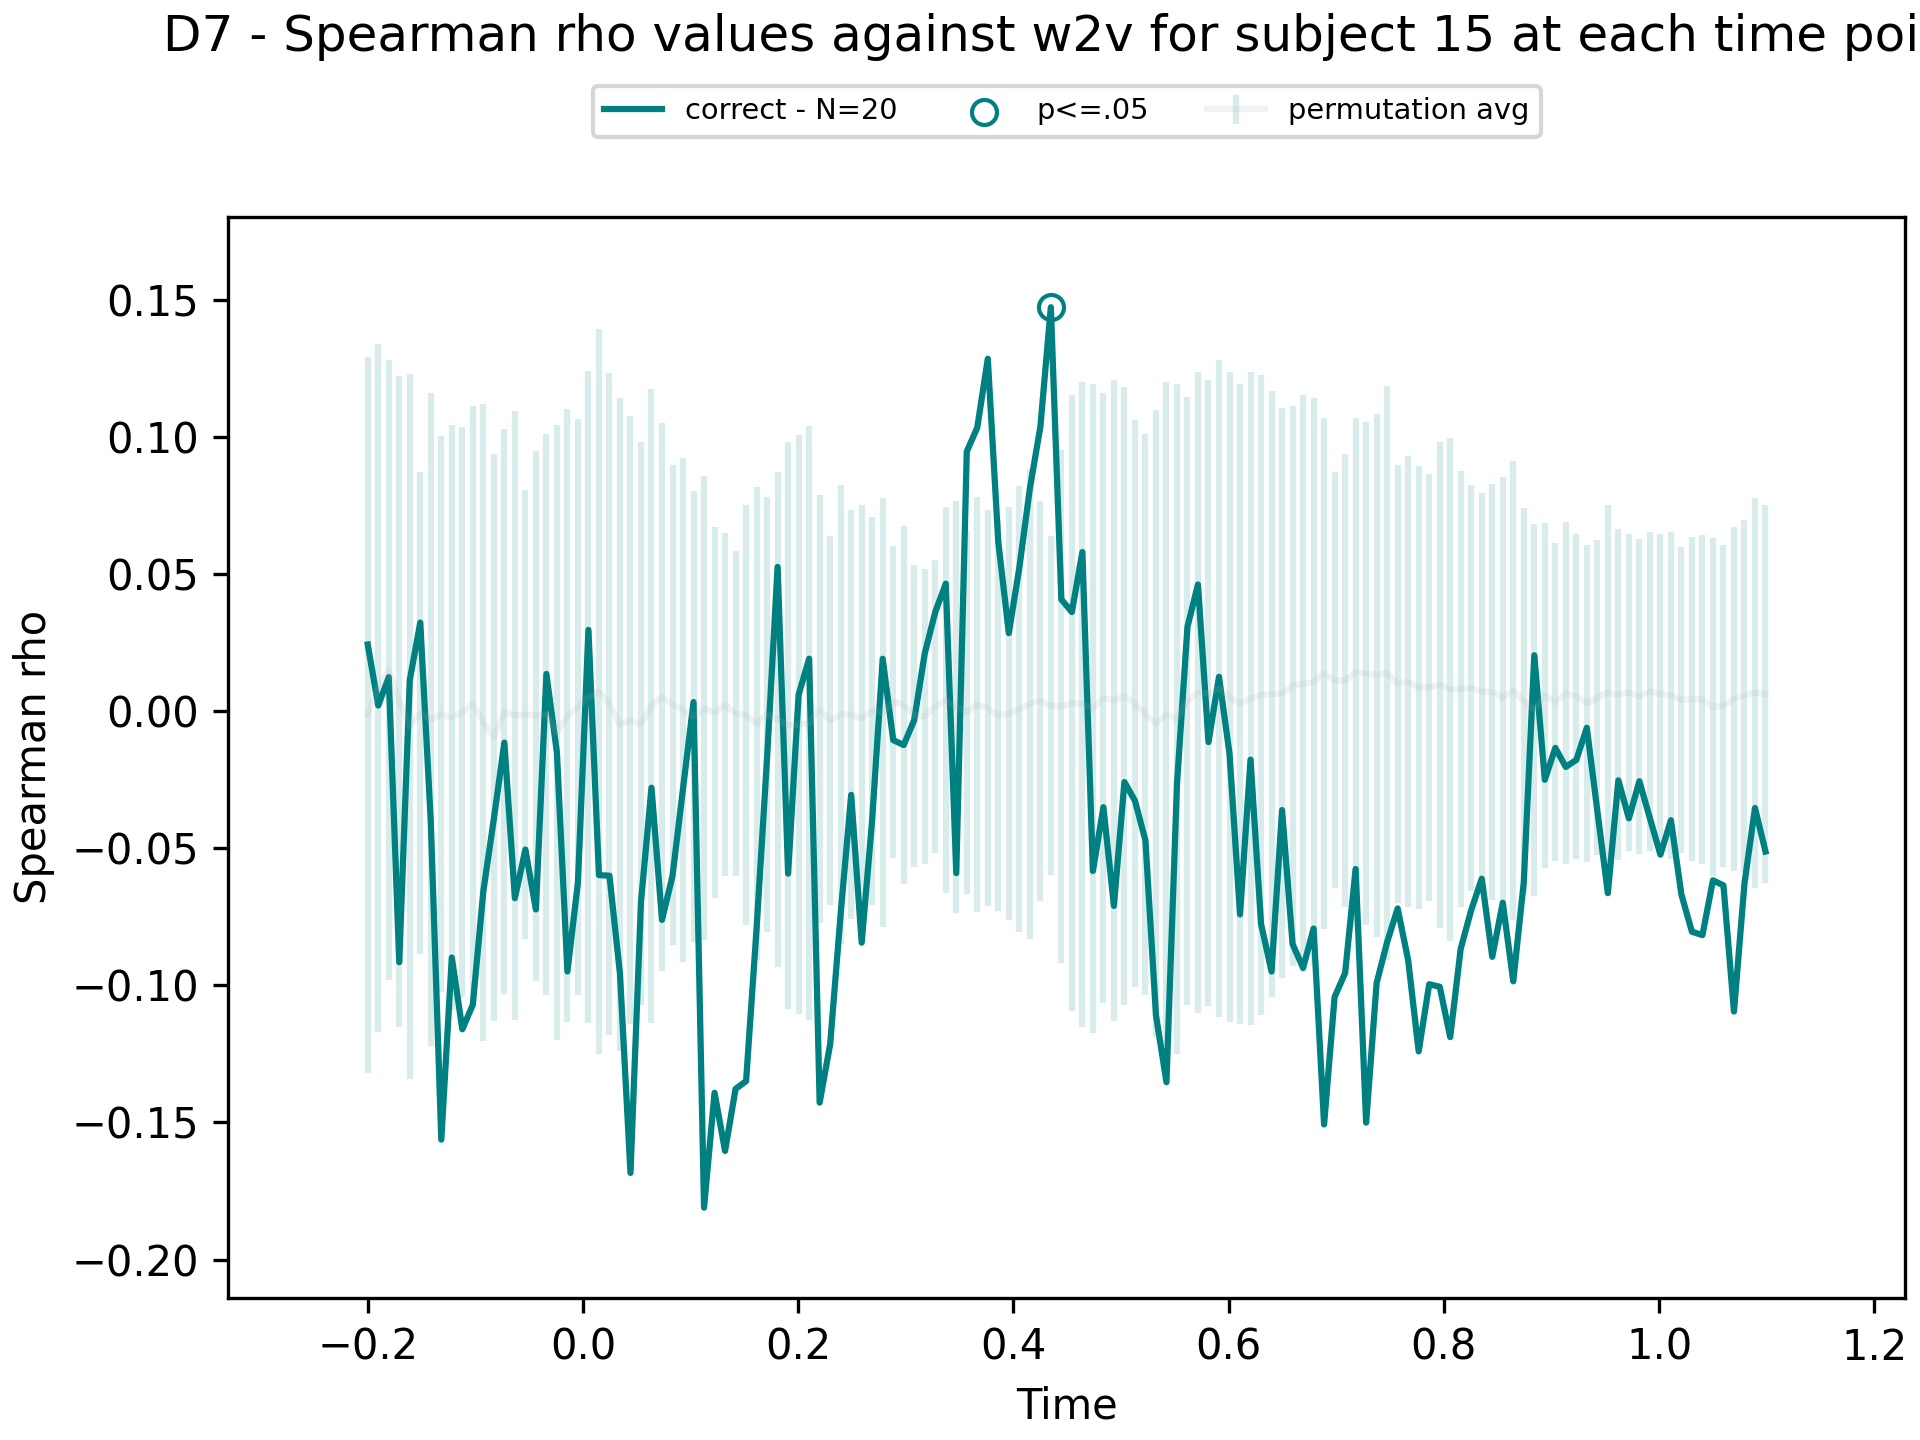 D7 - Spearman rho values against w2v for subject 15 at each time poi
correct - N=20 p<=.05 permutation avg
Spearman rho
0.15
0.10
0.05
0.00
−0.05
−0.10
−0.15
−0.20
−0.2 0.0 0.2 0.4 0.6 0.8 1.0 1.2
Time